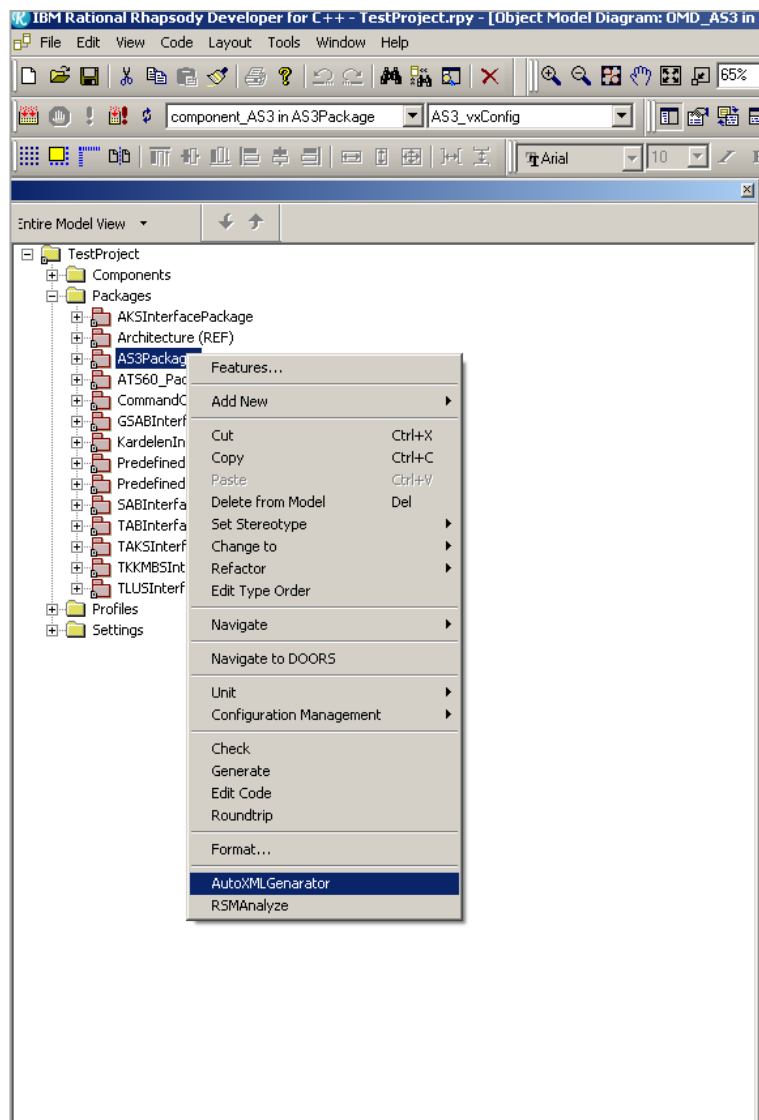 IBM Rational Rhapsody Developer for C++ - TestProject.rpy - [Object Model Diagram: OMD_AS3 in
File Edit View Code Layout Tools Window Help
65%
component_AS3 in AS3Package AS3_vxConfig
Arial 10
Entire Model View
TestProject
Components
Packages
AKSInterfacePackage
Architecture (REF)
AS3Packag
ATS60_Pac
CommandC
GSABInterf
KardelenIn
Predefined
Predefined
SABInterfa
TABInterfa
TAKSInterf
TKKMBSInt
TLUSInterf
Profiles
Settings
Features...
Add New
Cut Ctrl+X
Copy Ctrl+C
Paste Ctrl+V
Delete from Model Del
Set Stereotype
Change to
Refactor
Edit Type Order
Navigate
Navigate to DOORS
Unit
Configuration Management
Check
Generate
Edit Code
Roundtrip
Format...
AutoXMLGenarator
RSMAnalyze